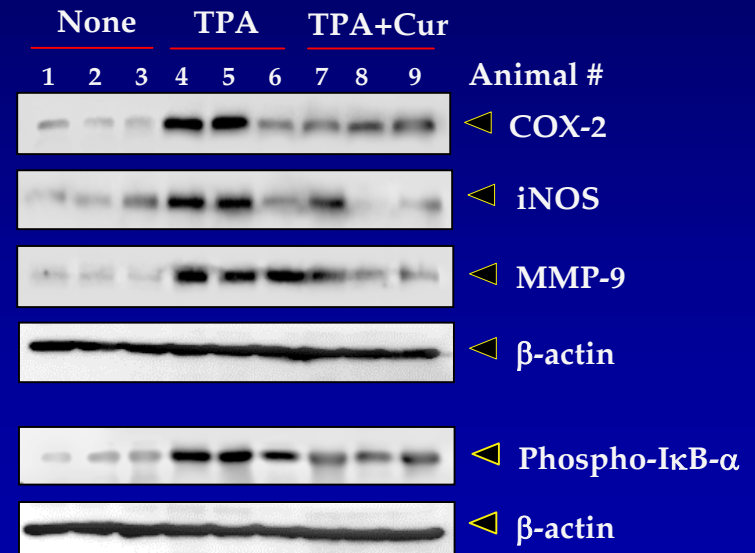 None TPA TPA+Cur
1 2 3 4 5 6 7 8 9 Animal #
COX-2
iNOS
MMP-9
β-actin
Phospho-IκB-α
β-actin